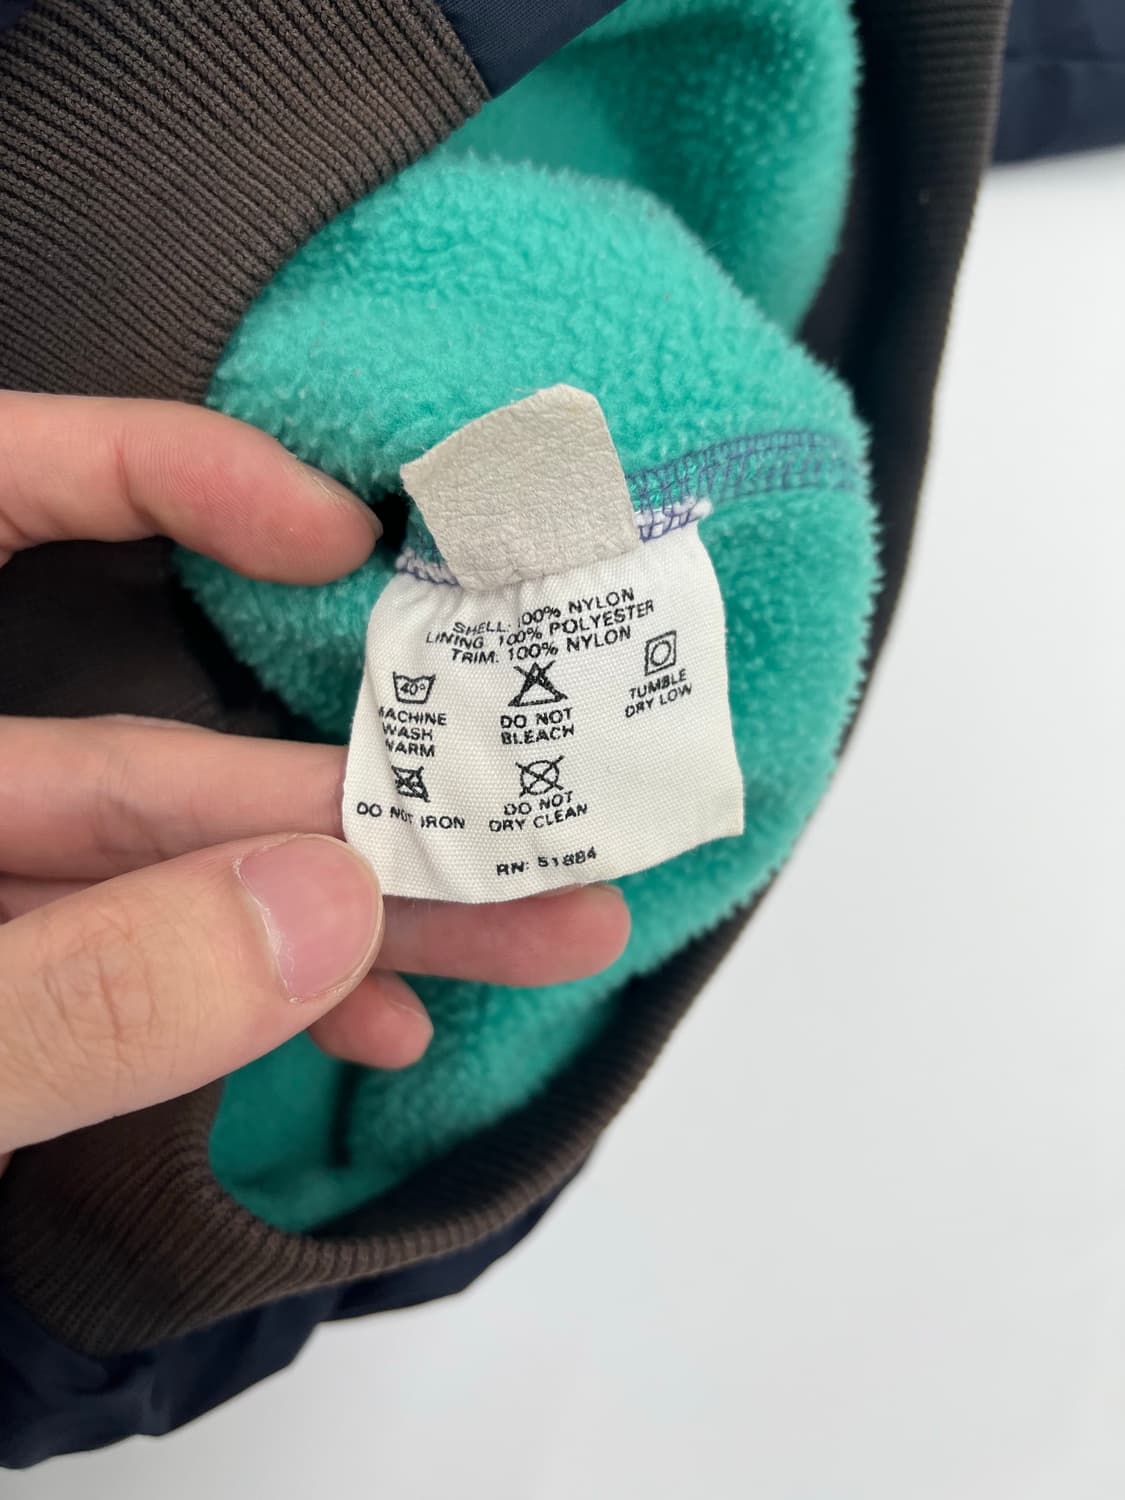 SHELL: 100% NYLON
LINING 100% POLYESTER
TRIM: 100% NYLON
40°
MACHINE
WASH
WARM
DO NOT
BLEACH
TUMBLE
DRY LOW
DO NOT IRON
DO NOT
DRY CLEAN
RN: 51884